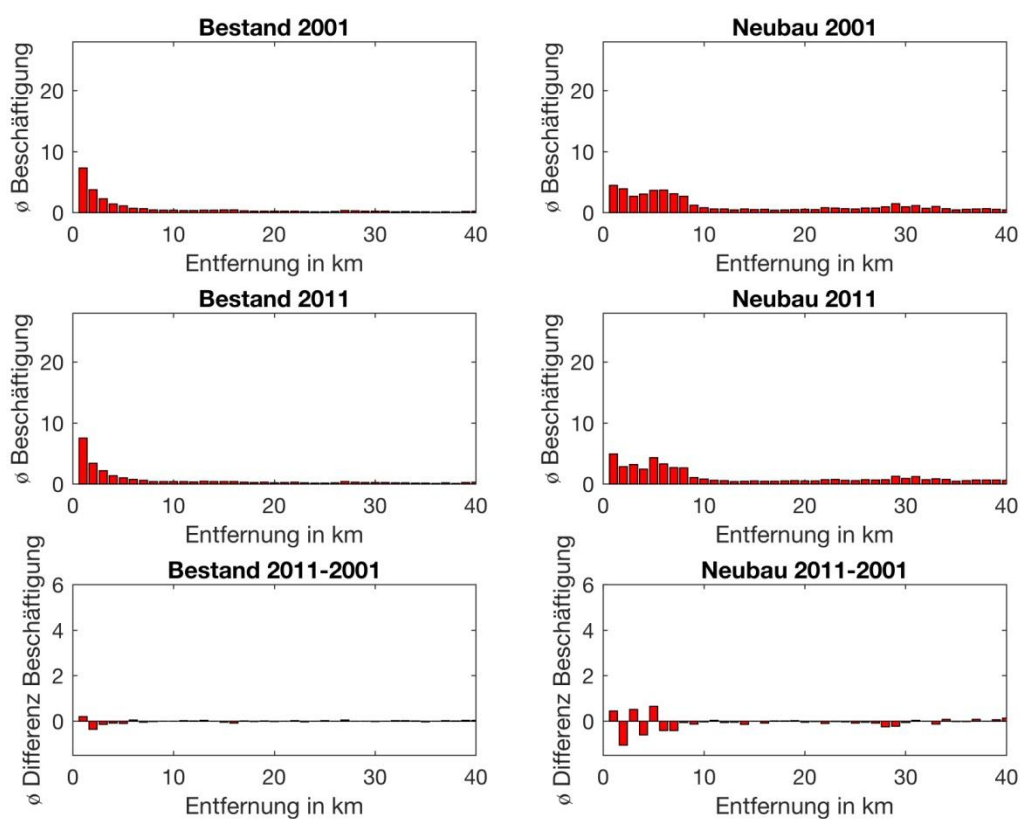 Bestand 2001
ø Beschäftigung
20
10
0
0 10 20 30 40
Entfernung in km
Neubau 2001
ø Beschäftigung
20
10
0
0 10 20 30 40
Entfernung in km
Bestand 2011
ø Beschäftigung
20
10
0
0 10 20 30 40
Entfernung in km
Neubau 2011
ø Beschäftigung
20
10
0
0 10 20 30 40
Entfernung in km
Bestand 2011-2001
ø Differenz Beschäftigung
6
4
2
0
0 10 20 30 40
Entfernung in km
Neubau 2011-2001
ø Differenz Beschäftigung
6
4
2
0
0 10 20 30 40
Entfernung in km